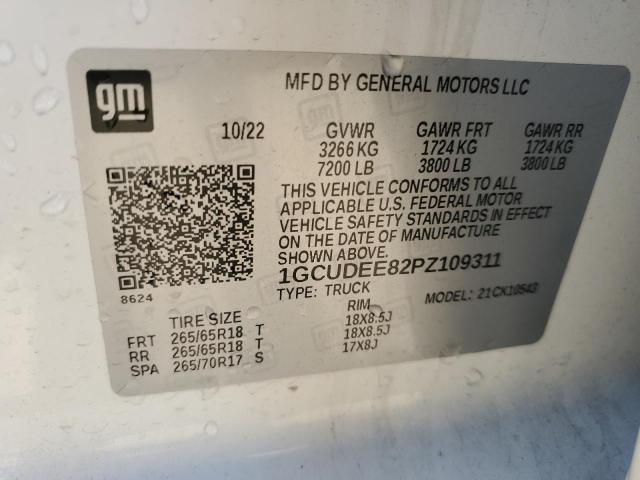 gm
MFD BY GENERAL MOTORS LLC
10/22 GVWR GAWR FRT GAWR RR
3266 KG 1724 KG 1724 KG
7200 LB 3800 LB 3800 LB
THIS VEHICLE CONFORMS TO ALL
APPLICABLE U.S. FEDERAL MOTOR
VEHICLE SAFETY STANDARDS IN EFFECT
ON THE DATE OF MANUFACTURE
SHOWN ABOVE.
1GCUDEE82PZ109311
8624
TYPE: TRUCK MODEL: 21CK10543
TIRE SIZE RIM
FRT 265/65R18 T 18X8.5J
RR 265/65R18 T 18X8.5J
SPA 265/70R17 S 17X8J